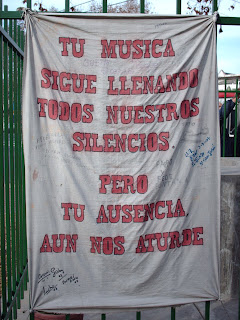 TU MUSICA
SIGUE LLENANDO
TODOS NUESTROS
SILENCIOS.
PERO
TU AUSENCIA,
AUN NOS ATURDE